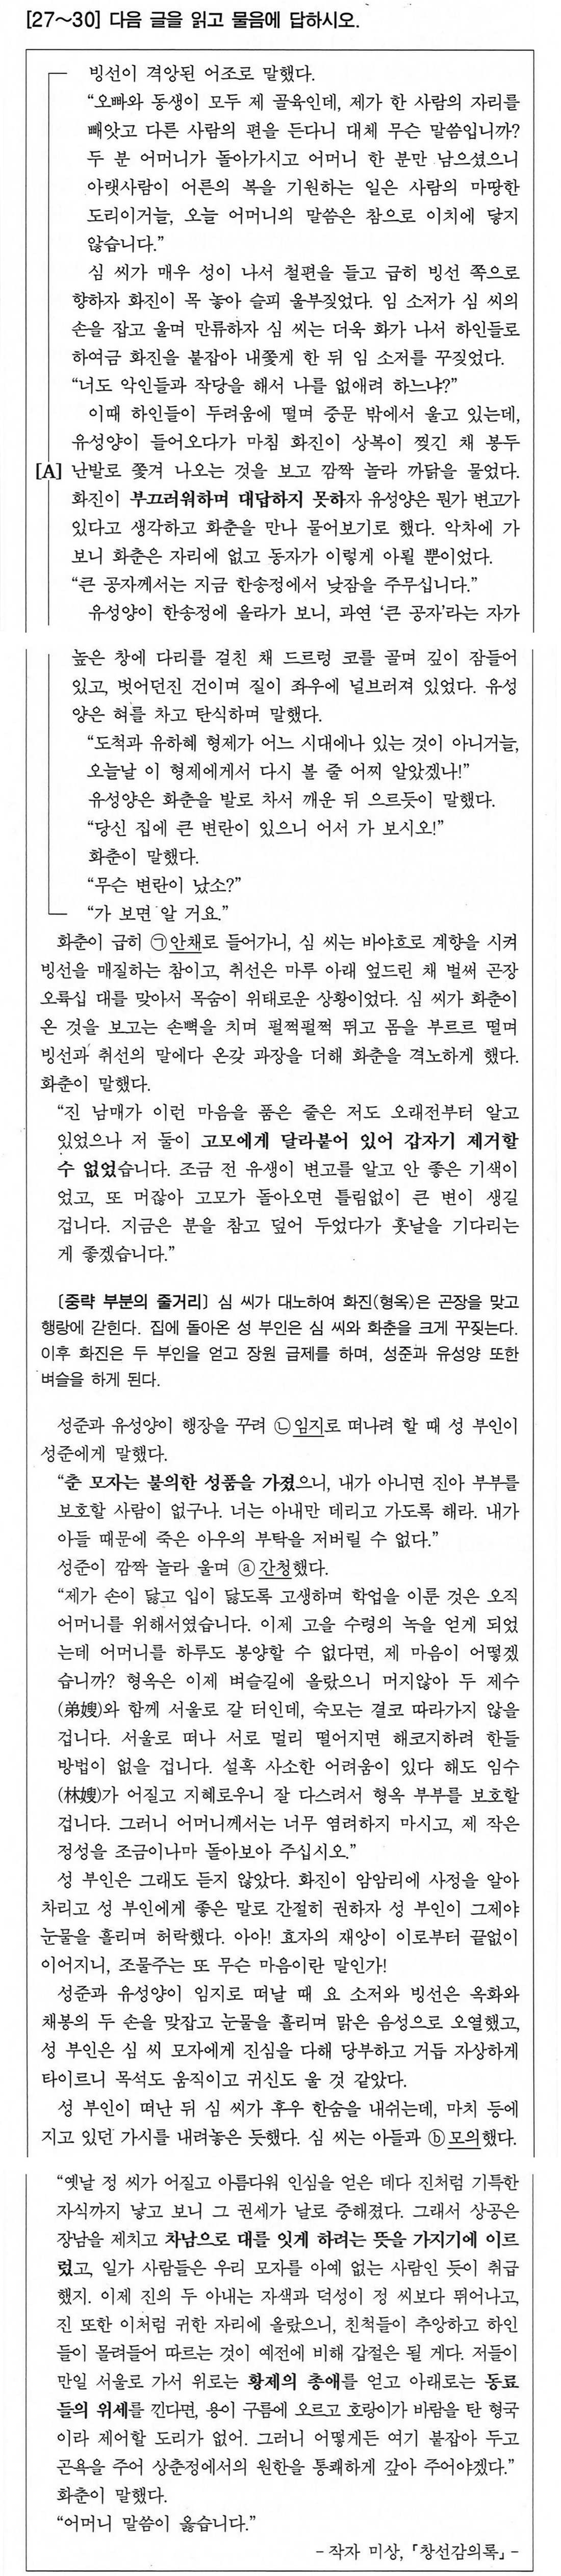 [27~30] 다음 글을 읽고 물음에 답하시오.
빙선이 격앙된 어조로 말했다.
“오빠와 동생이 모두 제 골육인데, 제가 한 사람의 자리를
빼앗고 다른 사람의 편을 든다니 대체 무슨 말씀입니까?
두 분 어머니가 돌아가시고 어머니 한 분만 남으셨으니
아랫사람이 어른의 복을 기원하는 일은 사람의 마땅한
도리이거늘, 오늘 어머니의 말씀은 참으로 이치에 닿지
않습니다.”
심 씨가 매우 성이 나서 철편을 들고 급히 빙선 쪽으로
향하자 화진이 목 놓아 슬피 울부짖었다. 임 소저가 심 씨의
손을 잡고 울며 만류하자 심 씨는 더욱 화가 나서 하인들로
하여금 화진을 붙잡아 내쫓게 한 뒤 임 소저를 꾸짖었다.
“너도 악인들과 작당을 해서 나를 없애려 하느냐?”
이때 하인들이 두려움에 떨며 중문 밖에서 울고 있는데,
유성양이 들어오다가 마침 화진이 상복이 찢긴 채 봉두
[A] 난발로 쫓겨 나오는 것을 보고 깜짝 놀라 까닭을 물었다.
화진이 부끄러워하며 대답하지 못하자 유성양은 뭔가 변고가
있다고 생각하고 화춘을 만나 물어보기로 했다. 악차에 가
보니 화춘은 자리에 없고 동자가 이렇게 아뢸 뿐이었다.
“큰 공자께서는 지금 한송정에서 낮잠을 주무십니다.”
유성양이 한송정에 올라가 보니, 과연 ‘큰 공자’라는 자가
높은 창에 다리를 걸친 채 드르렁 코를 골며 깊이 잠들어
있고, 벗어던진 건이며 질이 좌우에 널브러져 있었다. 유성
양은 혀를 차고 탄식하며 말했다.
“도척과 유하혜 형제가 어느 시대에나 있는 것이 아니거늘,
오늘날 이 형제에게서 다시 볼 줄 어찌 알았겠나!”
유성양은 화춘을 발로 차서 깨운 뒤 으르듯이 말했다.
“당신 집에 큰 변란이 있으니 어서 가 보시오!”
화춘이 말했다.
“무슨 변란이 났소?”
“가 보면 알 거요.”
화춘이 급히 ㉠안채로 들어가니, 심 씨는 바야흐로 계향을 시켜
빙선을 매질하는 참이고, 취선은 마루 아래 엎드린 채 벌써 곤장
오륙십 대를 맞아서 목숨이 위태로운 상황이었다. 심 씨가 화춘이
온 것을 보고는 손뼉을 치며 펄쩍펄쩍 뛰고 몸을 부르르 떨며
빙선과 취선의 말에다 온갖 과장을 더해 화춘을 격노하게 했다.
화춘이 말했다.
“진 남매가 이런 마음을 품은 줄은 저도 오래전부터 알고
있었으나 저 둘이 고모에게 달라붙어 있어 갑자기 제거할
수 없었습니다. 조금 전 유생이 변고를 알고 안 좋은 기색이
었고, 또 머잖아 고모가 돌아오면 틀림없이 큰 변이 생길
겁니다. 지금은 분을 참고 덮어 두었다가 훗날을 기다리는
게 좋겠습니다.”
[중략 부분의 줄거리] 심 씨가 대노하여 화진(형옥)은 곤장을 맞고
행랑에 갇힌다. 집에 돌아온 성 부인은 심 씨와 화춘을 크게 꾸짖는다.
이후 화진은 두 부인을 얻고 장원 급제를 하며, 성준과 유성양 또한
벼슬을 하게 된다.
성준과 유성양이 행장을 꾸려 ㉡임지로 떠나려 할 때 성 부인이
성준에게 말했다.
“춘 모자는 불의한 성품을 가졌으니, 내가 아니면 진아 부부를
보호할 사람이 없구나. 너는 아내만 데리고 가도록 해라. 내가
아들 때문에 죽은 아우의 부탁을 저버릴 수 없다.”
성준이 깜짝 놀라 울며 ⓐ간청했다.
“제가 손이 닳고 입이 닳도록 고생하며 학업을 이룬 것은 오직
어머니를 위해서였습니다. 이제 고을 수령의 녹을 얻게 되었
는데 어머니를 하루도 봉양할 수 없다면, 제 마음이 어떻겠
습니까? 형옥은 이제 벼슬길에 올랐으니 머지않아 두 제수
(弟嫂)와 함께 서울로 갈 터인데, 숙모는 결코 따라가지 않을
겁니다. 서울로 떠나 서로 멀리 떨어지면 해코지하려 한들
방법이 없을 겁니다. 설혹 사소한 어려움이 있다 해도 임수
(林嫂)가 어질고 지혜로우니 잘 다스려서 형옥 부부를 보호할
겁니다. 그러니 어머니께서는 너무 염려하지 마시고, 제 작은
정성을 조금이나마 돌아보아 주십시오.”
성 부인은 그래도 듣지 않았다. 화진이 암암리에 사정을 알아
차리고 성 부인에게 좋은 말로 간절히 권하자 성 부인이 그제야
눈물을 흘리며 허락했다. 아아! 효자의 재앙이 이로부터 끝없이
이어지니, 조물주는 또 무슨 마음이란 말인가!
성준과 유성양이 임지로 떠날 때 요 소저와 빙선은 옥화와
채봉의 두 손을 맞잡고 눈물을 흘리며 맑은 음성으로 오열했고,
성 부인은 심 씨 모자에게 진심을 다해 당부하고 거듭 자상하게
타이르니 목석도 움직이고 귀신도 울 것 같았다.
성 부인이 떠난 뒤 심 씨가 후우 한숨을 내쉬는데, 마치 등에
지고 있던 가시를 내려놓은 듯했다. 심 씨는 아들과 ⓑ모의했다.
“옛날 정 씨가 어질고 아름다워 인심을 얻은 데다 진처럼 기특한
자식까지 낳고 보니 그 권세가 날로 중해졌다. 그래서 상공은
장남을 제치고 차남으로 대를 잇게 하려는 뜻을 가지기에 이르
렀고, 일가 사람들은 우리 모자를 아예 없는 사람인 듯이 취급
했지. 이제 진의 두 아내는 자색과 덕성이 정 씨보다 뛰어나고,
진 또한 이처럼 귀한 자리에 올랐으니, 친척들이 추앙하고 하인
들이 몰려들어 따르는 것이 예전에 비해 갑절은 될 게다. 저들이
만일 서울로 가서 위로는 황제의 총애를 얻고 아래로는 동료
들의 위세를 낀다면, 용이 구름에 오르고 호랑이가 바람을 탄 형국
이라 제어할 도리가 없어. 그러니 어떻게든 여기 붙잡아 두고
곤욕을 주어 상춘정에서의 원한을 통쾌하게 갚아 주어야겠다.”
화춘이 말했다.
“어머니 말씀이 옳습니다.”
- 작자 미상, 「창선감의록」 -